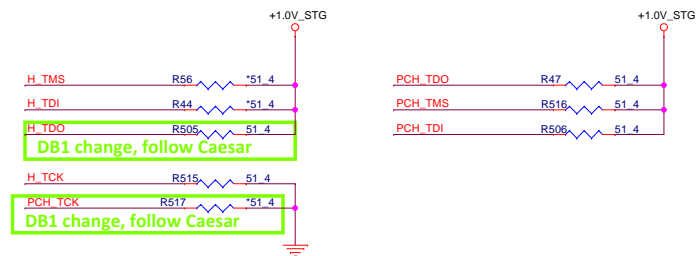 +1.0V_STG
H_TMS R56 *51_4
H_TDI R44 *51_4
H_TDO R505 51_4
DB1 change, follow Caesar
H_TCK R515 51_4
PCH_TCK R517 *51_4
DB1 change, follow Caesar
+1.0V_STG
PCH_TDO R47 51_4
PCH_TMS R516 51_4
PCH_TDI R506 51_4